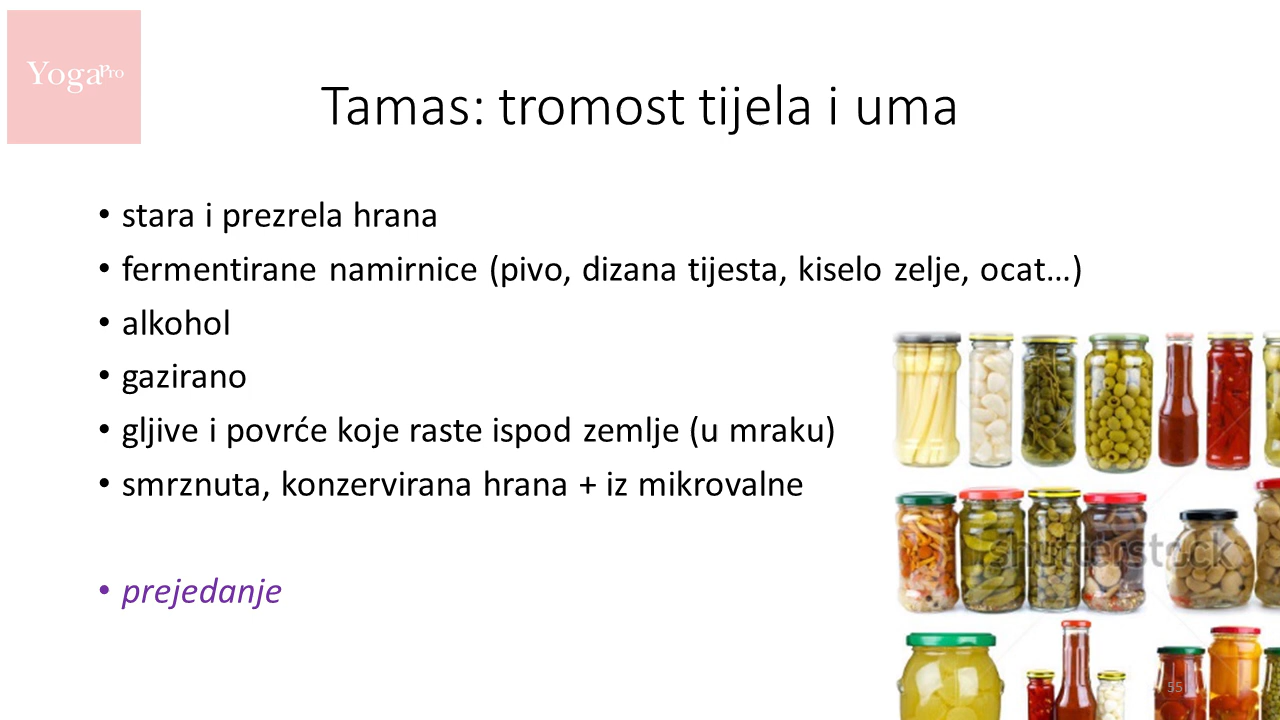 YogaPro
Tamas: tromost tijela i uma
• stara i prezrela hrana
• fermentirane namirnice (pivo, dizana tijesta, kiselo zelje, ocat…)
• alkohol
• gazirano
• gljive i povrće koje raste ispod zemlje (u mraku)
• smrznuta, konzervirana hrana + iz mikrovalne
• prejedanje
shutterstock
55